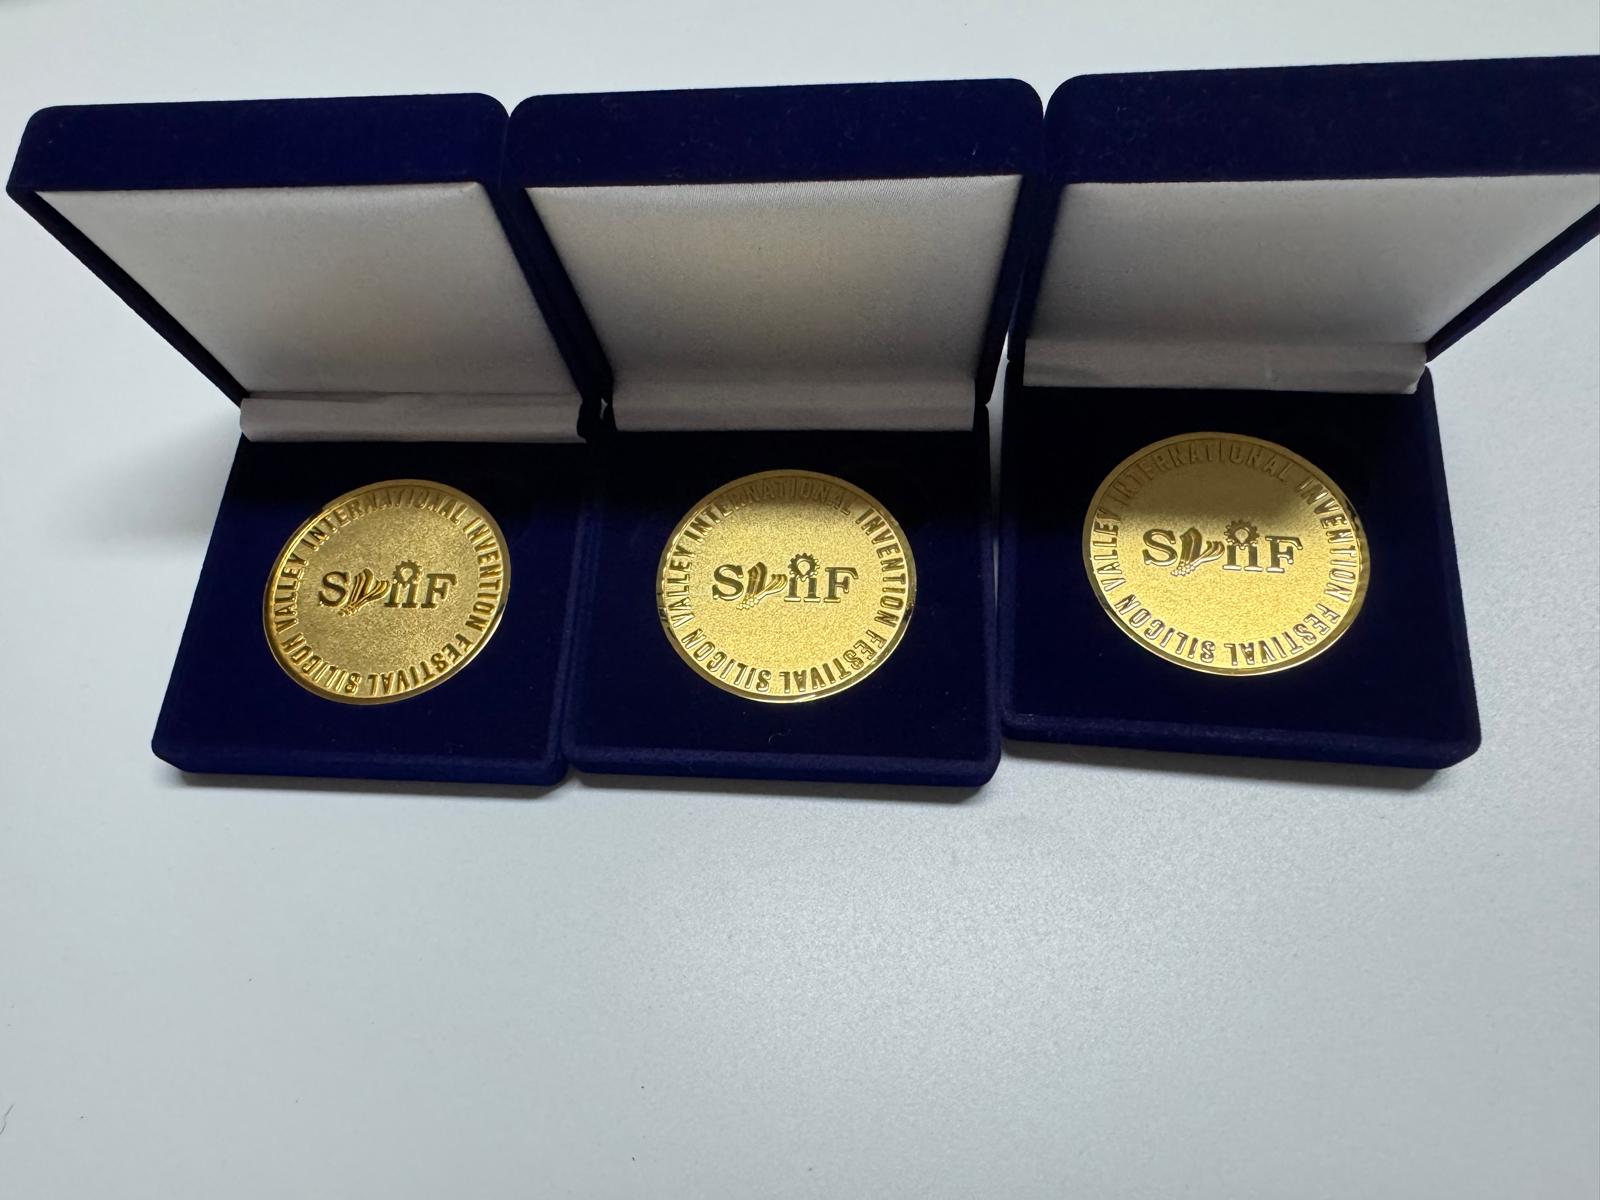 SILICON VALLEY INTERNATIONAL INVENTION FESTIVAL
SViiF
SILICON VALLEY INTERNATIONAL INVENTION FESTIVAL
SViiF
SILICON VALLEY INTERNATIONAL INVENTION FESTIVAL
SViiF